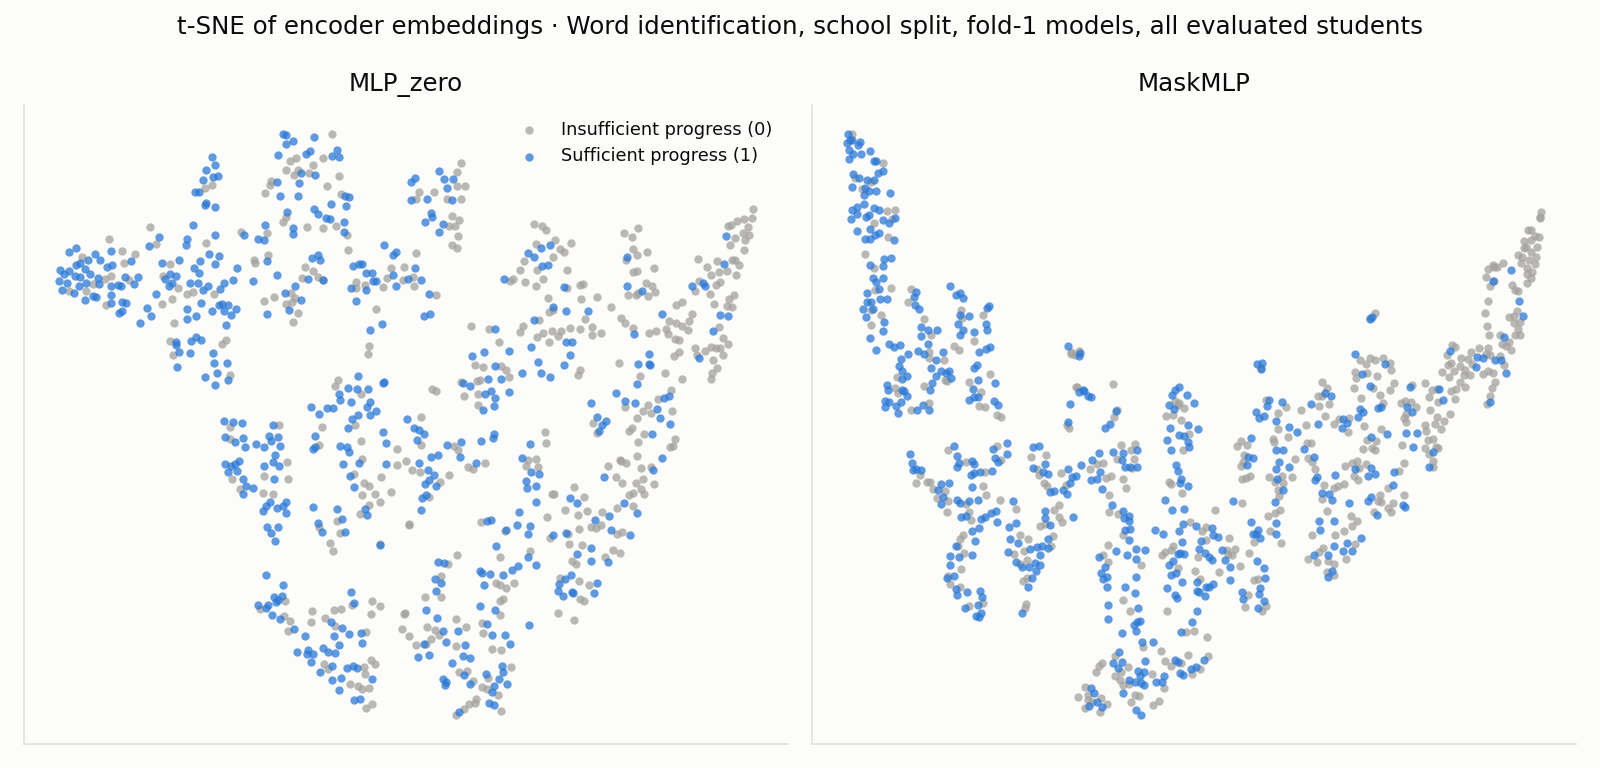 t-SNE of encoder embeddings · Word identification, school split, fold-1 models, all evaluated students
MLP_zero
MaskMLP
Insufficient progress (0)
Sufficient progress (1)